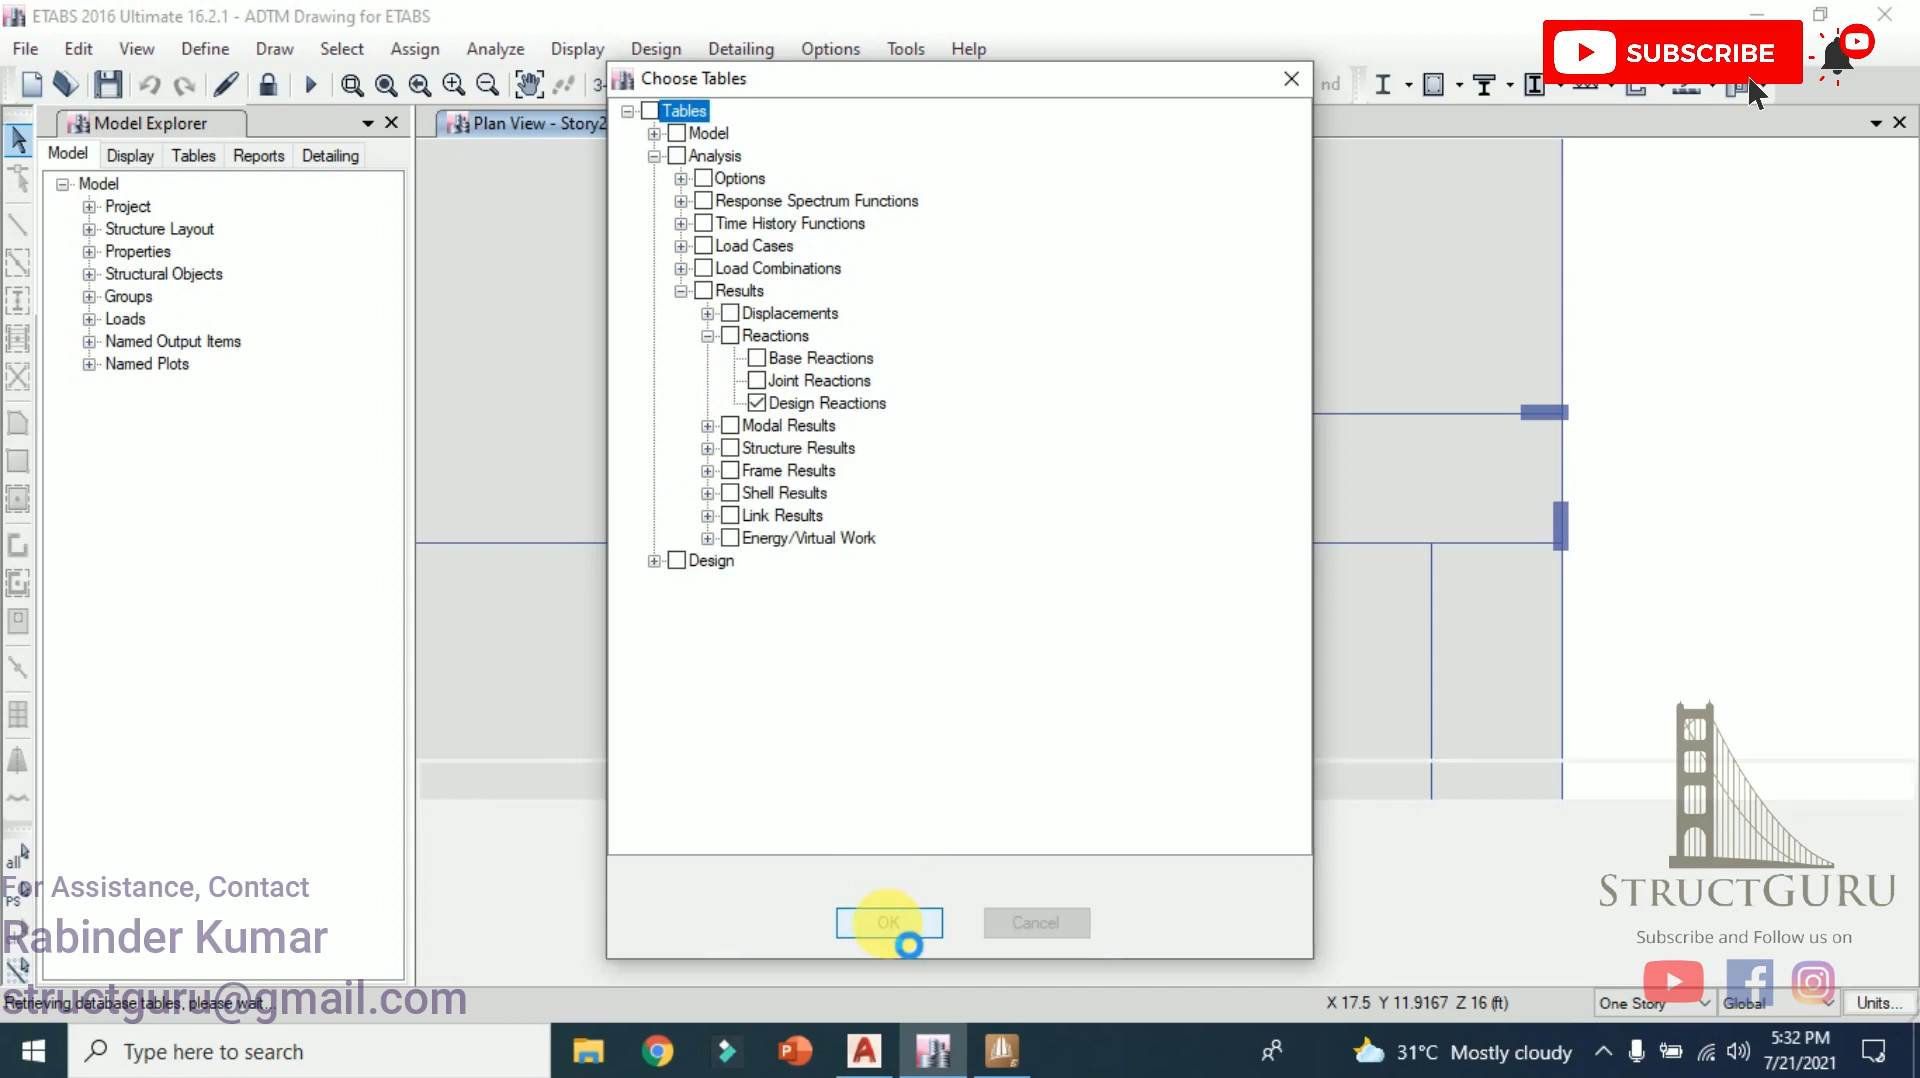 ETABS 2016 Ultimate 16.2.1 - ADTM Drawing for ETABS
File Edit View Define Draw Select Assign Analyze Display Design Detailing Options Tools Help
SUBSCRIBE
3-
nd
Choose Tables
Model Explorer
Plan View - Story2
Model Display Tables Reports Detailing
Model
Project
Structure Layout
Properties
Structural Objects
Groups
Loads
Named Output Items
Named Plots
Tables
Model
Analysis
Options
Response Spectrum Functions
Time History Functions
Load Cases
Load Combinations
Results
Displacements
Reactions
Base Reactions
Joint Reactions
Design Reactions
Modal Results
Structure Results
Frame Results
Shell Results
Link Results
Energy/Virtual Work
Design
OK Cancel
all
PS
For Assistance, Contact
Rabinder Kumar
structguru@gmail.com
Retrieving database tables, please wait...
STRUCTGURU
Subscribe and Follow us on
X 17.5 Y 11.9167 Z 16 (ft)
One Story Global Units...
Type here to search
31°C Mostly cloudy
5:32 PM
7/21/2021